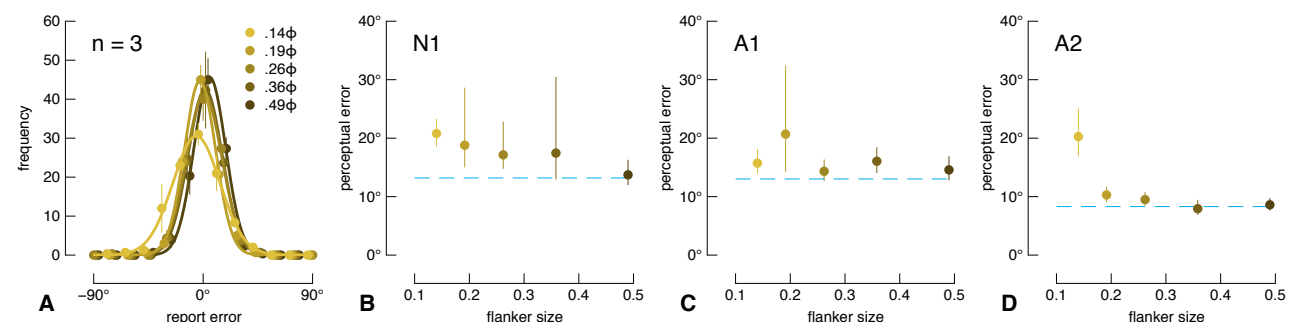 60
50
40
30
20
10
0
frequency
n = 3
.14ϕ
.19ϕ
.26ϕ
.36ϕ
.49ϕ
−90°
0°
90°
report error
A
40°
30°
20°
10°
0°
perceptual error
N1
0.1
0.2
0.3
0.4
0.5
flanker size
B
40°
30°
20°
10°
0°
perceptual error
A1
0.1
0.2
0.3
0.4
0.5
flanker size
C
40°
30°
20°
10°
0°
perceptual error
A2
0.1
0.2
0.3
0.4
0.5
flanker size
D